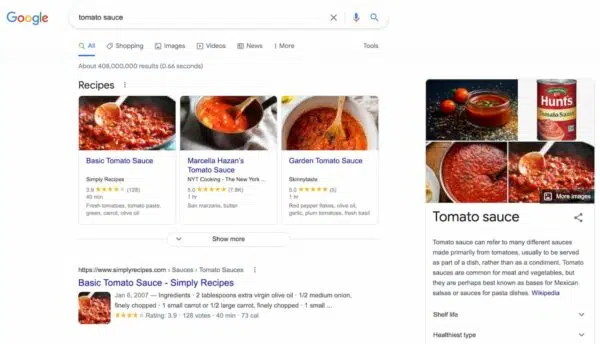 Google
tomato sauce
All
Shopping
Images
Videos
News
More
Tools
About 408,000,000 results (0.66 seconds)
Recipes
Basic Tomato Sauce
Simply Recipes
3.8 (128)
40 min
Fresh tomatoes, tomato paste,
green, carrot, olive oil
Marcella Hazan's
Tomato Sauce
NYT Cooking - The New York ...
5.0 (7.8K)
1 hr
San marzano, butter
Garden Tomato Sauce
Skinnytaste
5.0 (5)
1 hr
Red pepper flakes, olive oil,
garlic, plum tomatoes, fresh basil
Show more
https://www.simplyrecipes.com › Sauces › Tomato Sauces
Basic Tomato Sauce - Simply Recipes
Jan 6, 2007 — Ingredients · 2 tablespoons extra virgin olive oil · 1/2 medium onion,
finely chopped · 1 small carrot or 1/2 large carrot, finely chopped · 1 small ...
Rating: 3.9 · 128 votes · 40 min · 73 cal
Hunt's
Tomato Sauce
More images
Tomato sauce
Tomato sauce can refer to many different sauces
made primarily from tomatoes, usually to be served
as part of a dish, rather than as a condiment. Tomato
sauces are common for meat and vegetables, but
they are perhaps best known as bases for Mexican
salsas or sauces for pasta dishes. Wikipedia
Shelf life
Healthiest type